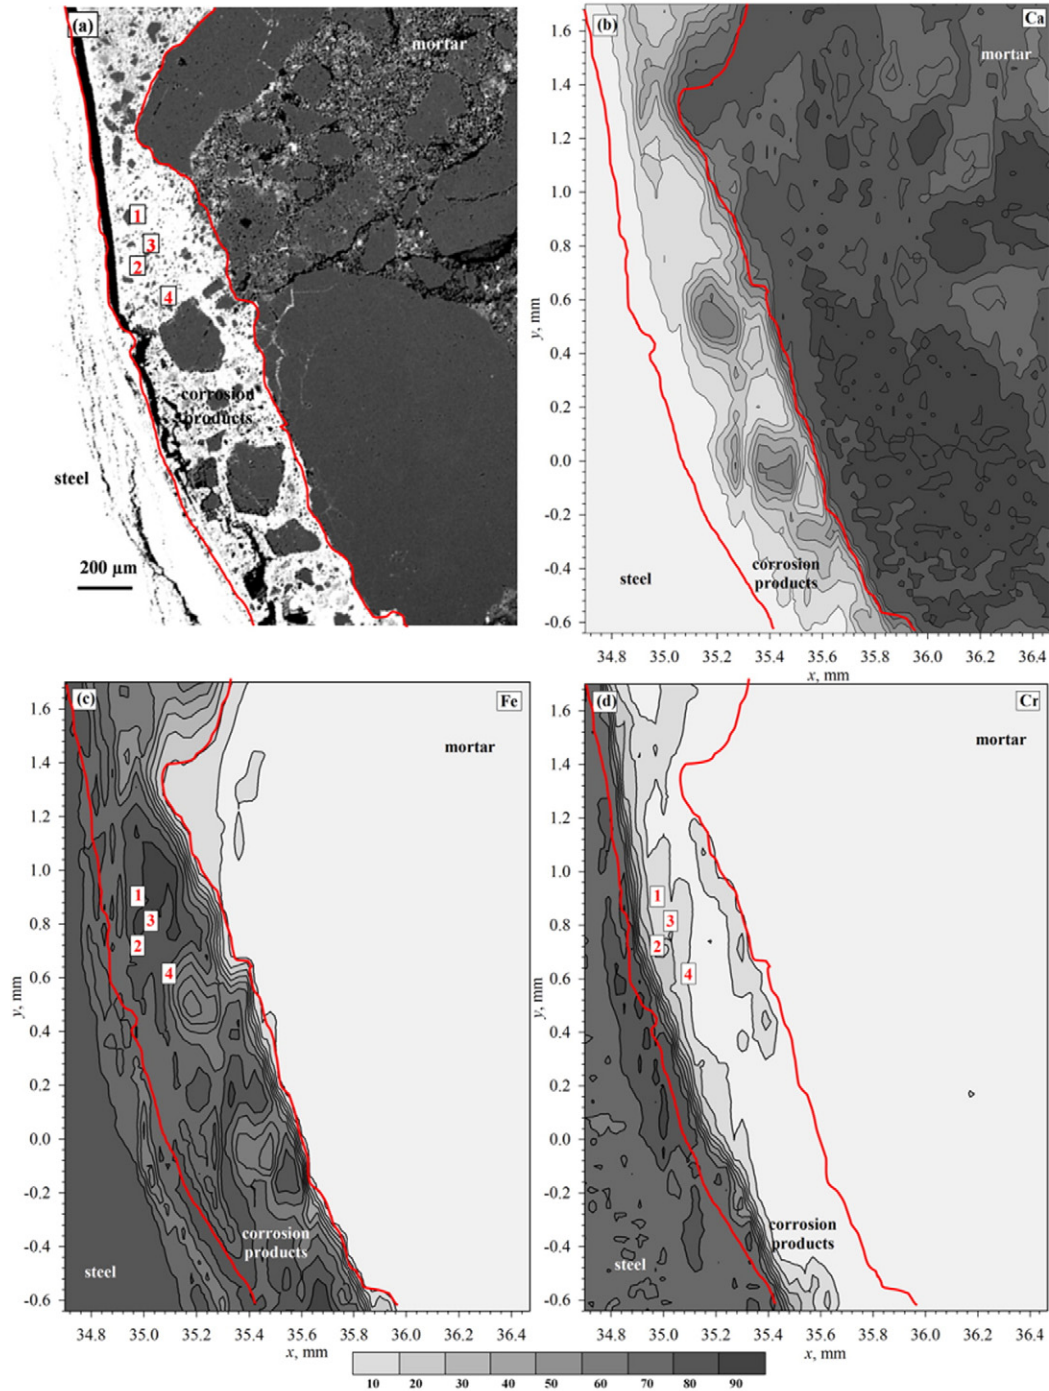 (a)
mortar
1
3
2
4
corrosion
products
steel
200 µm
(b)
Ca
mortar
1.6
1.4
1.2
1.0
0.8
0.6
0.4
0.2
0.0
-0.2
-0.4
-0.6
y, mm
steel
corrosion
products
34.8 35.0 35.2 35.4 35.6 35.8 36.0 36.2 36.4
x, mm
(c)
Fe
mortar
1.6
1.4
1.2
1.0
0.8
0.6
0.4
0.2
0.0
-0.2
-0.4
-0.6
y, mm
1
3
2
4
corrosion
products
steel
34.8 35.0 35.2 35.4 35.6 35.8 36.0 36.2 36.4
x, mm
(d)
Cr
mortar
1.6
1.4
1.2
1.0
0.8
0.6
0.4
0.2
0.0
-0.2
-0.4
-0.6
y, mm
1
3
2
4
corrosion
products
steel
34.8 35.0 35.2 35.4 35.6 35.8 36.0 36.2 36.4
x, mm
10 20 30 40 50 60 70 80 90